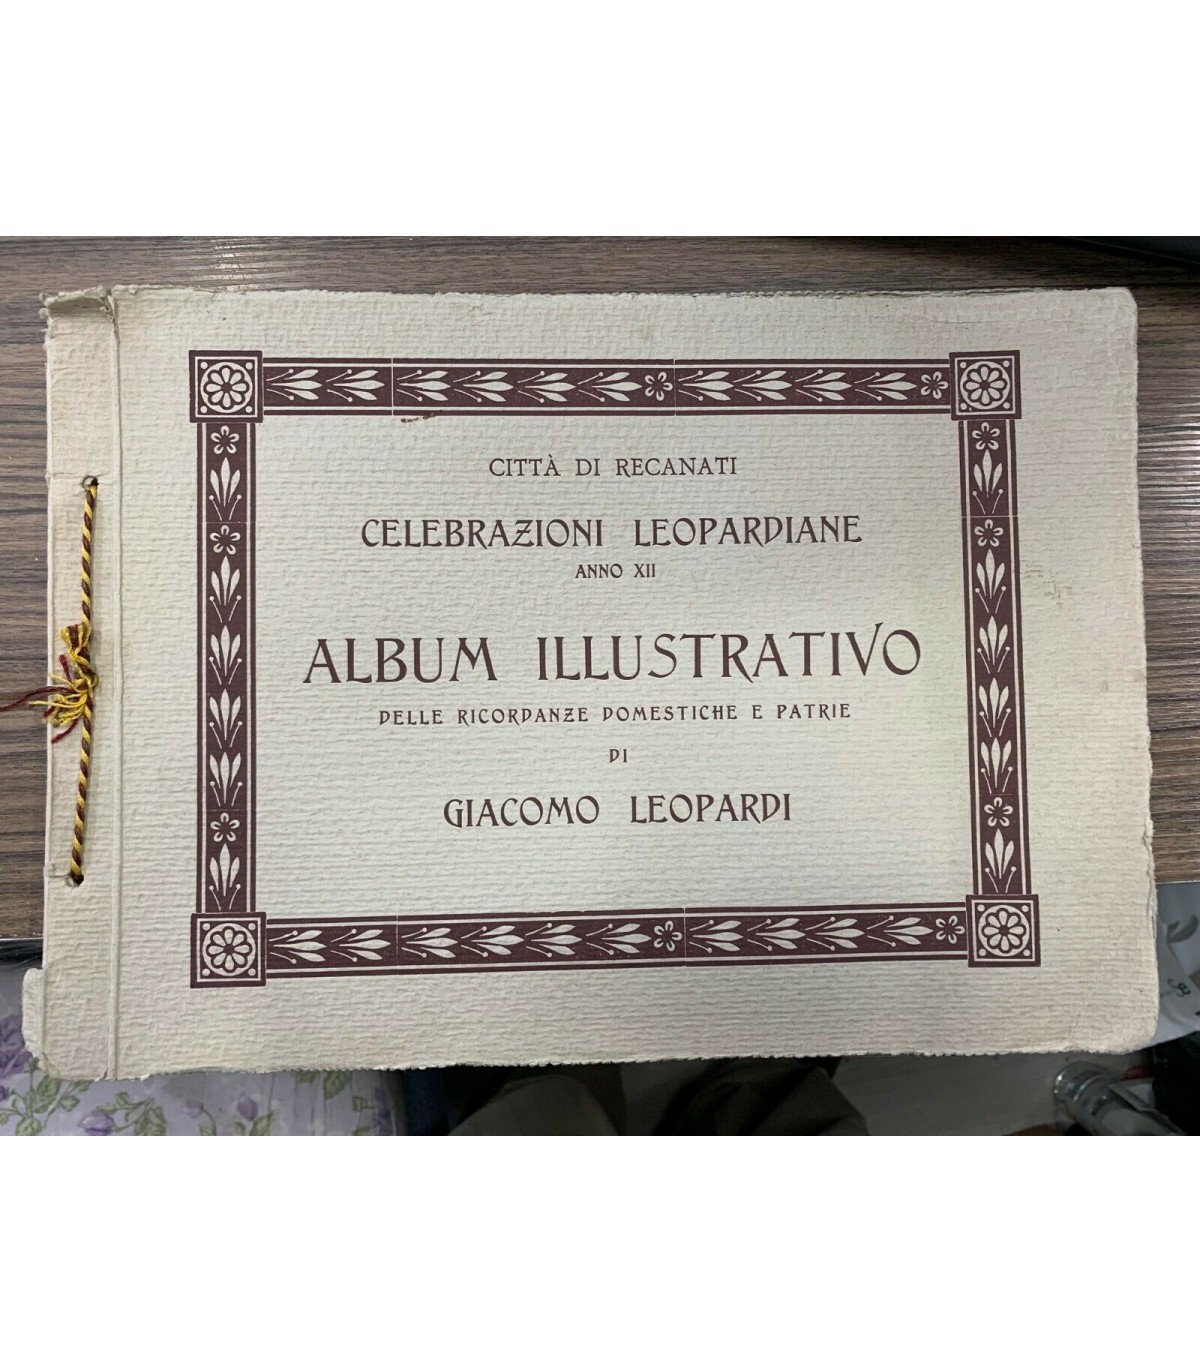 CITTÀ DI RECANATI
CELEBRAZIONI LEOPARDIANE
ANNO XII
ALBUM ILLUSTRATIVO
DELLE RICORDANZE DOMESTICHE E PATRIE
DI
GIACOMO LEOPARDI